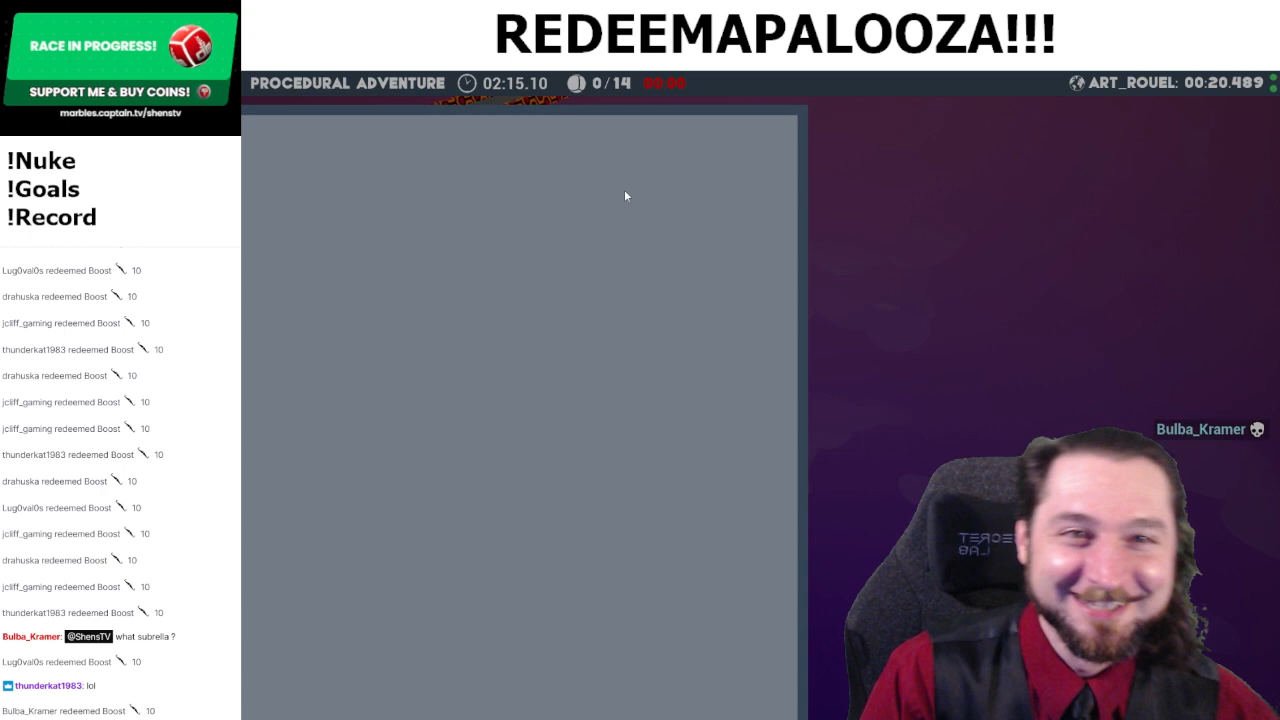 RACE IN PROGRESS!
SUPPORT ME & BUY COINS!
marbles.captain.tv/shenstv
REDEEMAPALOOZA!!!
PROCEDURAL ADVENTURE 02:15.10 0/14 00:00 ART_ROUEL: 00:20.489
!Nuke
!Goals
!Record
Lug0val0s redeemed Boost 10
drahuska redeemed Boost 10
jcliff_gaming redeemed Boost 10
thunderkat1983 redeemed Boost 10
drahuska redeemed Boost 10
jcliff_gaming redeemed Boost 10
jcliff_gaming redeemed Boost 10
thunderkat1983 redeemed Boost 10
drahuska redeemed Boost 10
Lug0val0s redeemed Boost 10
jcliff_gaming redeemed Boost 10
drahuska redeemed Boost 10
jcliff_gaming redeemed Boost 10
thunderkat1983 redeemed Boost 10
Bulba_Kramer: @ShensTV what subrella ?
Lug0val0s redeemed Boost 10
thunderkat1983: lol
Bulba_Kramer redeemed Boost 10
Bulba_Kramer
SECRET
LAB